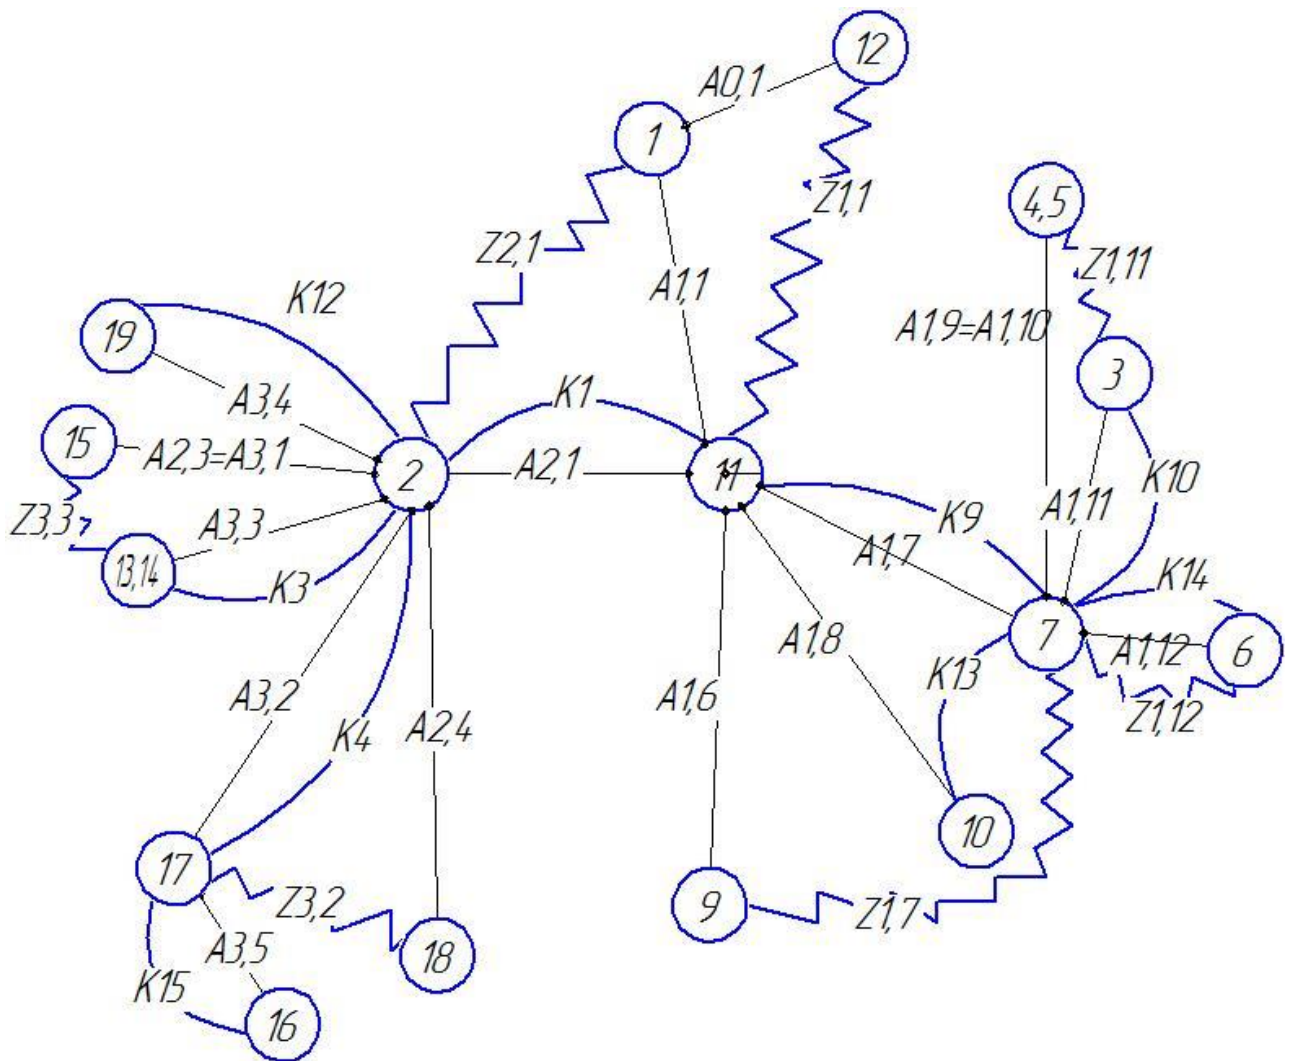 12
A0,1
1
Z1,1
4,5
Z2,1
Z1,11
A1,1
K12
19
A1,9=A1,10
3
A3,4
K1
15
A2,3=A3,1
2
A2,1
11
K10
A1,11
Z3,3
A3,3
K9
A1,7
13,14
K3
K14
7
A1,12
6
A1,8
K13
A3,2
A1,6
Z1,12
K4
A2,4
10
17
9
Z1,7
Z3,2
18
A3,5
K15
16